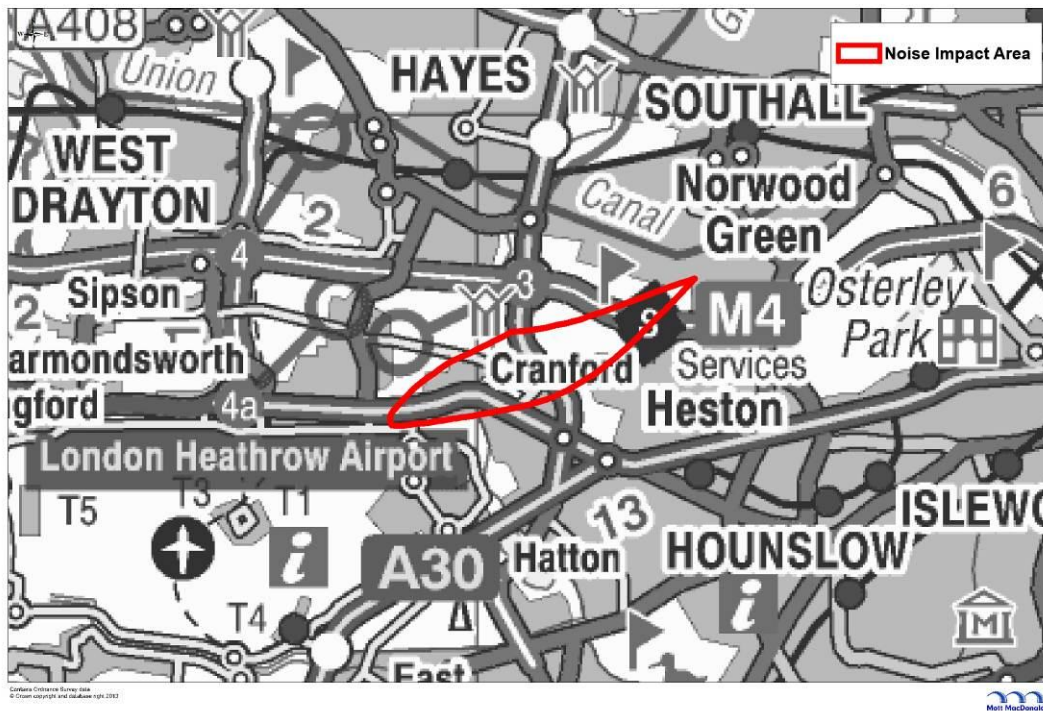 A408
Union
HAYES
SOUTHALL
Noise Impact Area
WEST
DRAYTON
2
4
Canal
Norwood
Green
6
Sipson
3
2
armondsworth
gford
4a
Cranford
S
M4
Services
Osterley
Park
Heston
London Heathrow Airport
T5
T3
T1
i
A30
Hatton
13
HOUNSLOW
ISLEWO
i
T4
M
East
Contains Ordnance Survey data
© Crown copyright and database right 2013
Mott MacDonald